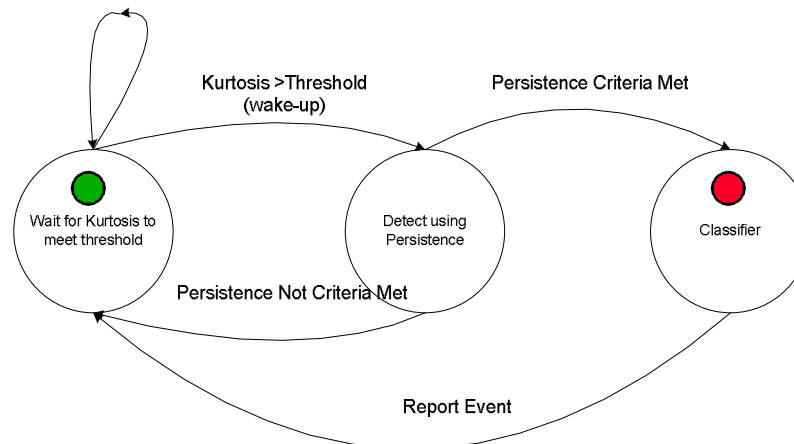 Kurtosis >Threshold
(wake-up)
Persistence Criteria Met
Wait for Kurtosis to
meet threshold
Detect using
Persistence
Classifier
Persistence Not Criteria Met
Report Event